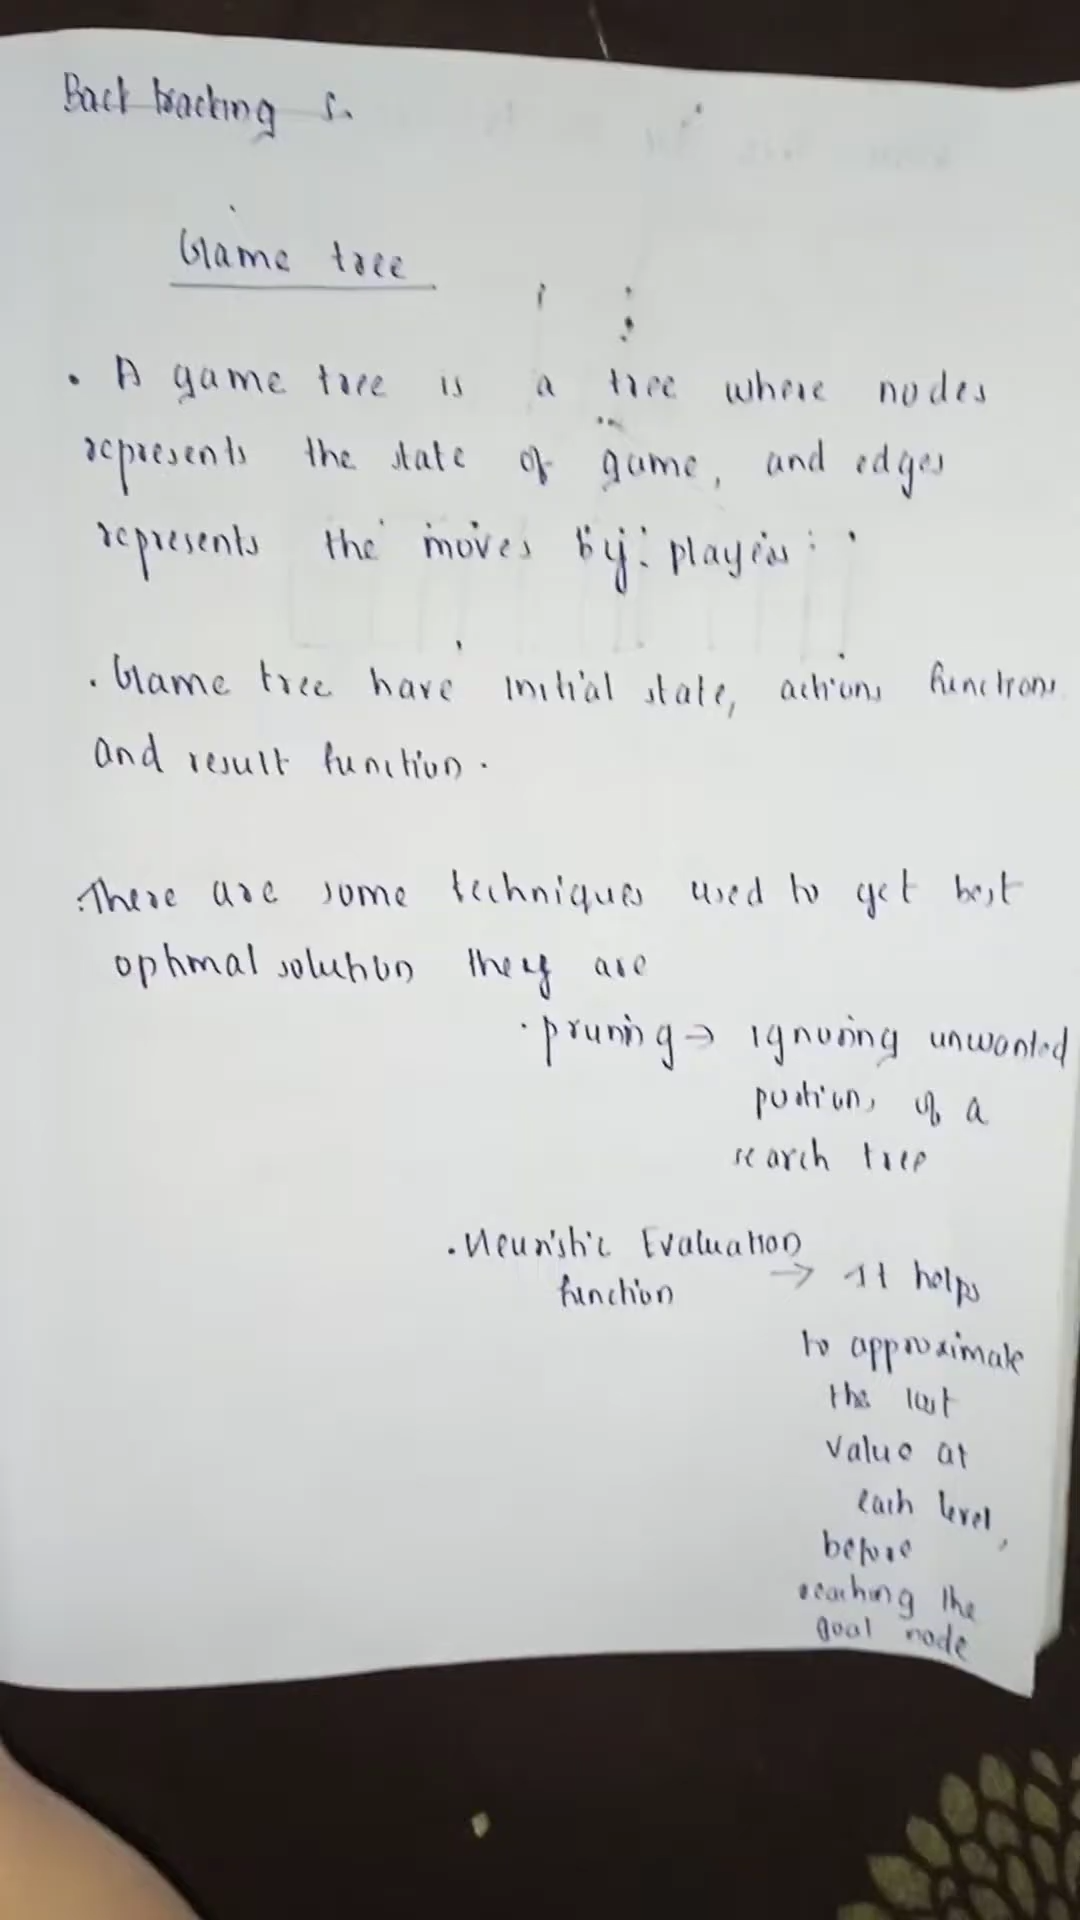 Back tracking S.
Game tree
. A game tree is a tree where nodes
represents the state of game, and edges
represents the moves by players
. Game tree have initial state, actions functions
and result function.
.There are some techniques used to get best
optimal solution they are
. pruning → ignoring unwanted
portions of a
search tree
. Heuristic Evaluation
function → It helps
to approximate
the
value at
each level,
before
reaching the
goal node